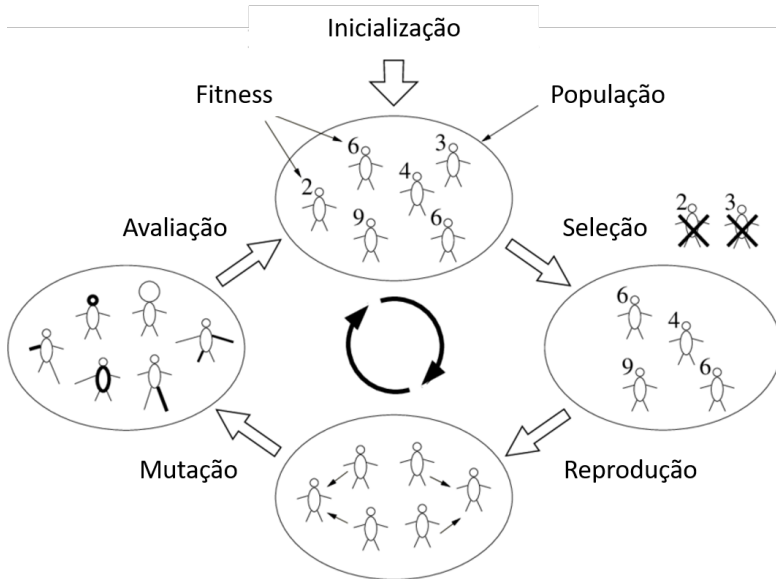 Inicialização
Fitness
População
6
3
2
4
9
6
Avaliação
Seleção
2
3
6
4
9
6
Mutação
Reprodução